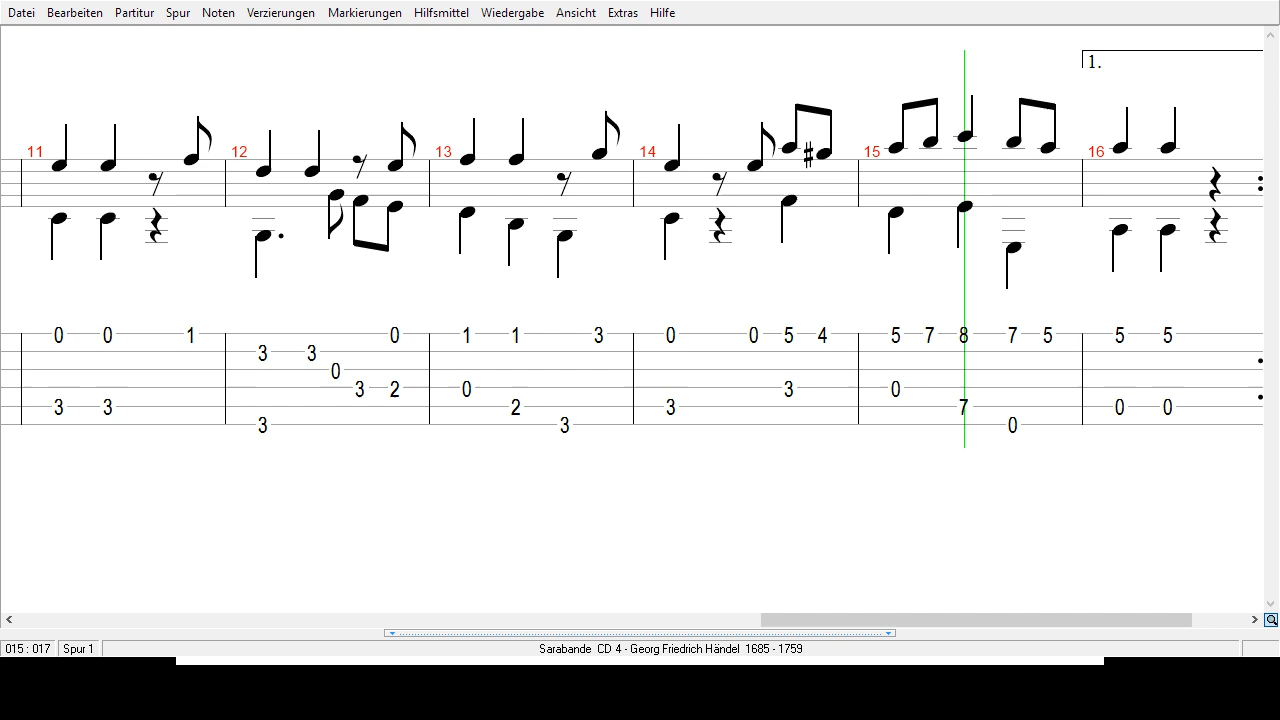 Datei Bearbeiten Partitur Spur Noten Verzierungen Markierungen Hilfsmittel Wiedergabe Ansicht Extras Hilfe
1.
11 12 13 14 15 16
0 0 1 0 1 1 3 0 0 5 4 5 7 8 7 5 5 5
3 3
0
3 2 0 3 0
3 3 2 3 7 0 0
3 3 0
015 : 017 Spur 1 Sarabande CD 4 - Georg Friedrich Händel 1685 - 1759